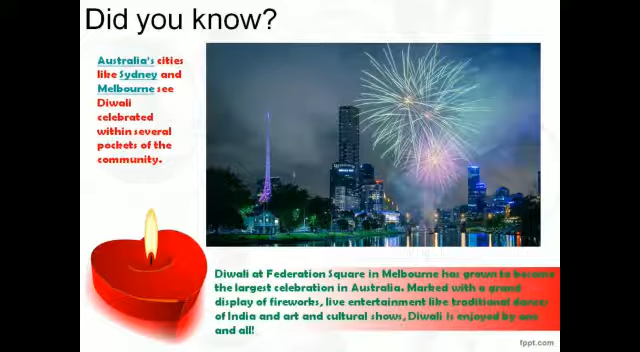 Did you know?
Australia's cities
like Sydney and
Melbourne see
Diwali
celebrated
within several
pockets of the
community.
Diwali at Federation Square in Melbourne has grown to become
the largest celebration in Australia. Marked with a grand
display of fireworks, live entertainment like traditional dances
of India and art and cultural shows, Diwali is enjoyed by one
and all!
fppt.com